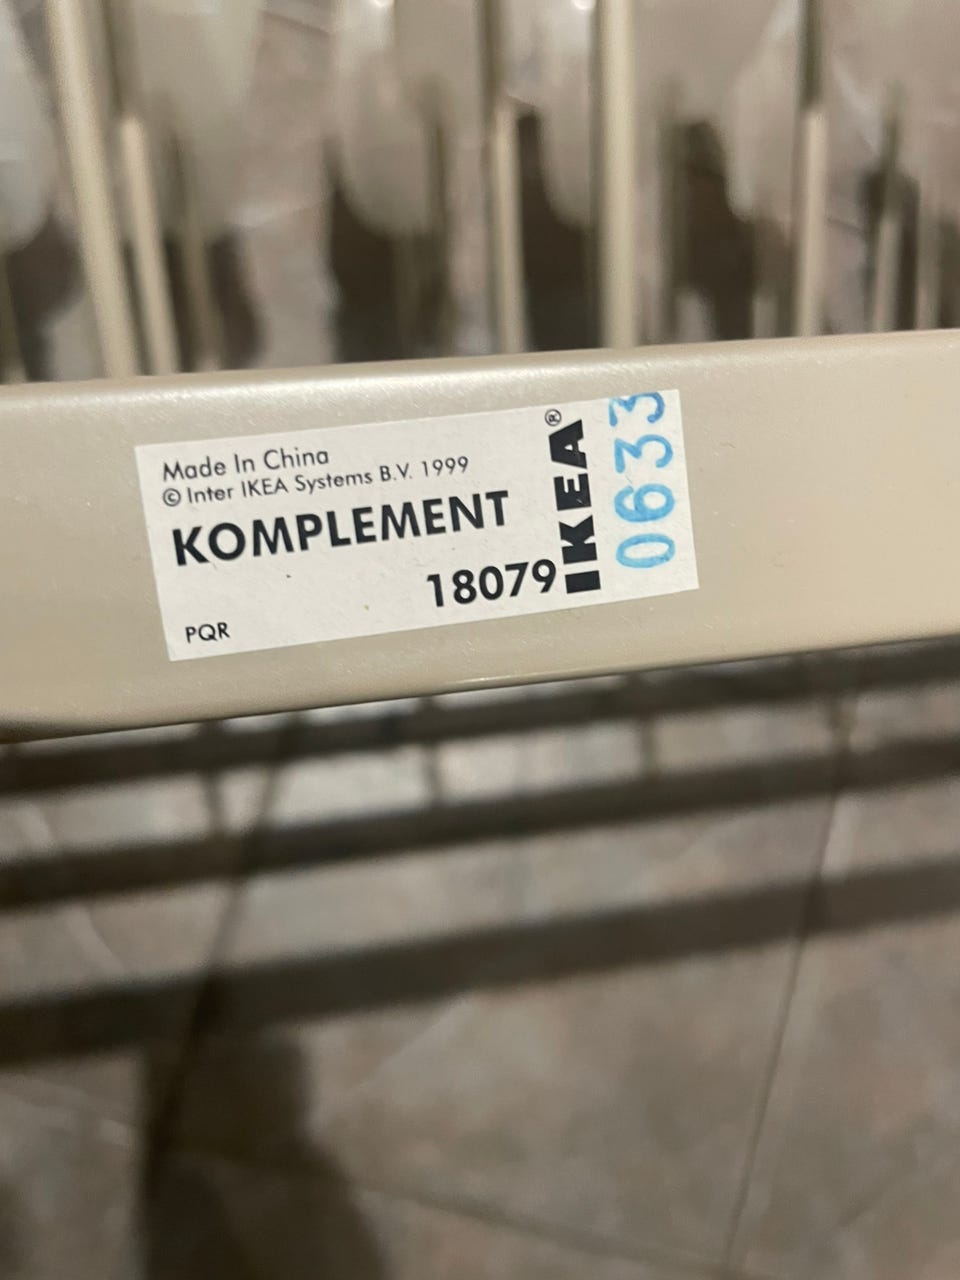 Made In China
© Inter IKEA Systems B.V. 1999
KOMPLEMENT
18079
PQR
IKEA®
0633